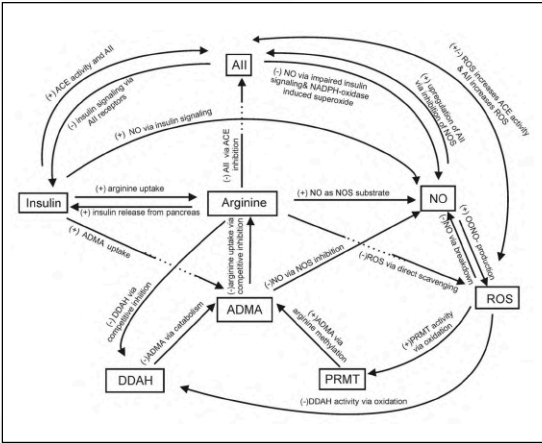 AII
(+) ACE activity and AII
(-) insulin signaling via
AII receptors
(-) NO via impaired insulin
signaling& NADPH-oxidase
induced superoxide
(+) upregulation of AII
via inhibition of NOS
(+/-) ROS increases ACE activity
& AII increases ROS
(+) NO via insulin signaling
(-) AII via ACE
inhibition
Insulin
(+) arginine uptake
(+) insulin release from pancreas
Arginine
(+) NO as NOS substrate
NO
(+) ADMA uptake
(-)arginine uptake via
competitive inhibition
(-)NO via NOS inhibition
(-)ROS via direct scavenging
(-)NO via breakdown
(+) OONO- production
ROS
(-) DDAH via
competitive inhition
ADMA
(-)ADMA via catabolism
(+)ADMA via
arginine methylation
(+)PRMT activity
via oxidation
DDAH
PRMT
(-)DDAH activity via oxidation